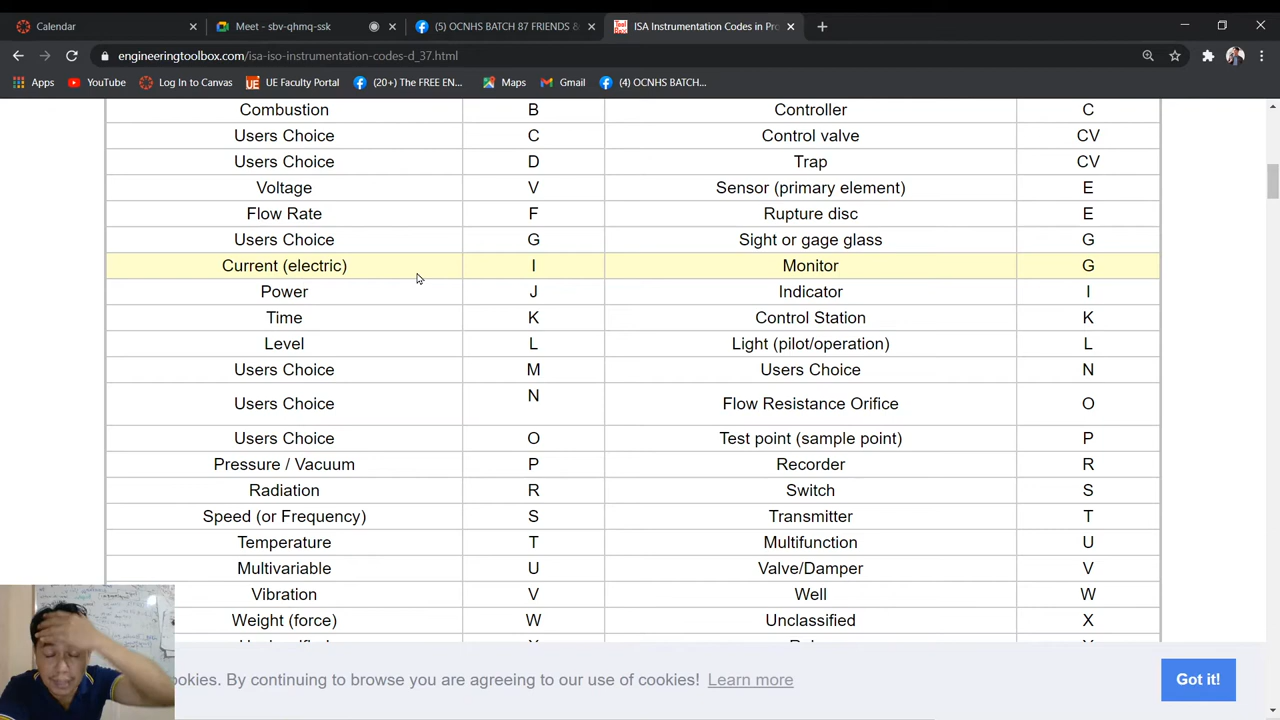 Calendar
Meet - sbv-qhmq-ssk
(5) OCNHS BATCH 87 FRIENDS &
ISA Instrumentation Codes in Pro
engineeringtoolbox.com/isa-iso-instrumentation-codes-d_37.html
Apps YouTube Log In to Canvas UE Faculty Portal (20+) The FREE EN... Maps Gmail (4) OCNHS BATCH...
Combustion B Controller C
Users Choice C Control valve CV
Users Choice D Trap CV
Voltage V Sensor (primary element) E
Flow Rate F Rupture disc E
Users Choice G Sight or gage glass G
Current (electric) I Monitor G
Power J Indicator I
Time K Control Station K
Level L Light (pilot/operation) L
Users Choice M Users Choice N
Users Choice N Flow Resistance Orifice O
Users Choice O Test point (sample point) P
Pressure / Vacuum P Recorder R
Radiation R Switch S
Speed (or Frequency) S Transmitter T
Temperature T Multifunction U
Multivariable U Valve/Damper V
Vibration V Well W
Weight (force) W Unclassified X
ookies. By continuing to browse you are agreeing to our use of cookies! Learn more
Got it!